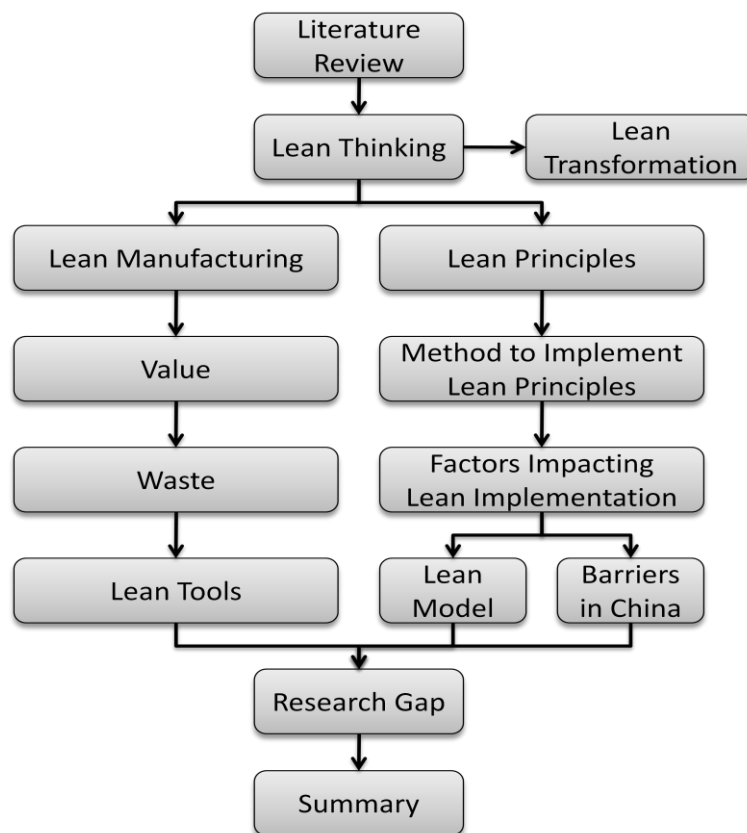 Literature
Review
Lean Thinking
Lean
Transformation
Lean Manufacturing
Lean Principles
Value
Method to Implement
Lean Principles
Waste
Factors Impacting
Lean Implementation
Lean Tools
Lean
Model
Barriers
in China
Research Gap
Summary